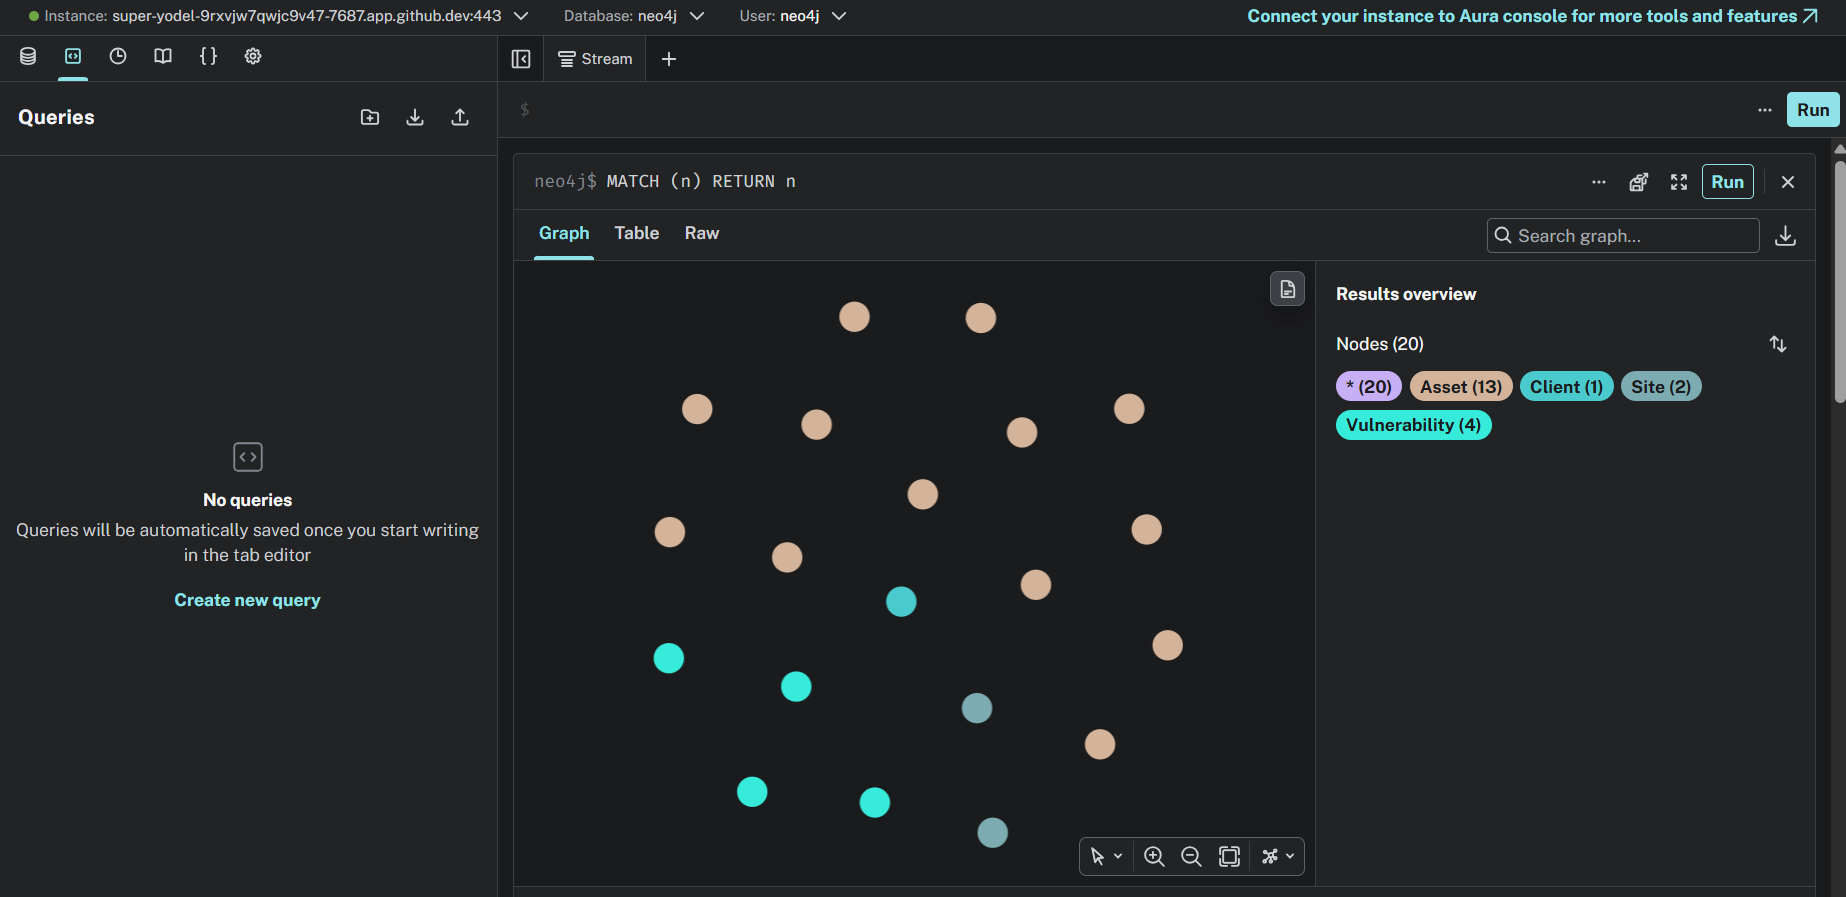 Instance: super-yodel-9rxvjw7qwjc9v47-7687.app.github.dev:443 Database: neo4j User: neo4j Connect your instance to Aura console for more tools and features
Stream
Queries
$
Run
neo4j$ MATCH (n) RETURN n
Run
Graph Table Raw
Search graph...
Results overview
Nodes (20)
* (20) Asset (13) Client (1) Site (2)
Vulnerability (4)
No queries
Queries will be automatically saved once you start writing
in the tab editor
Create new query